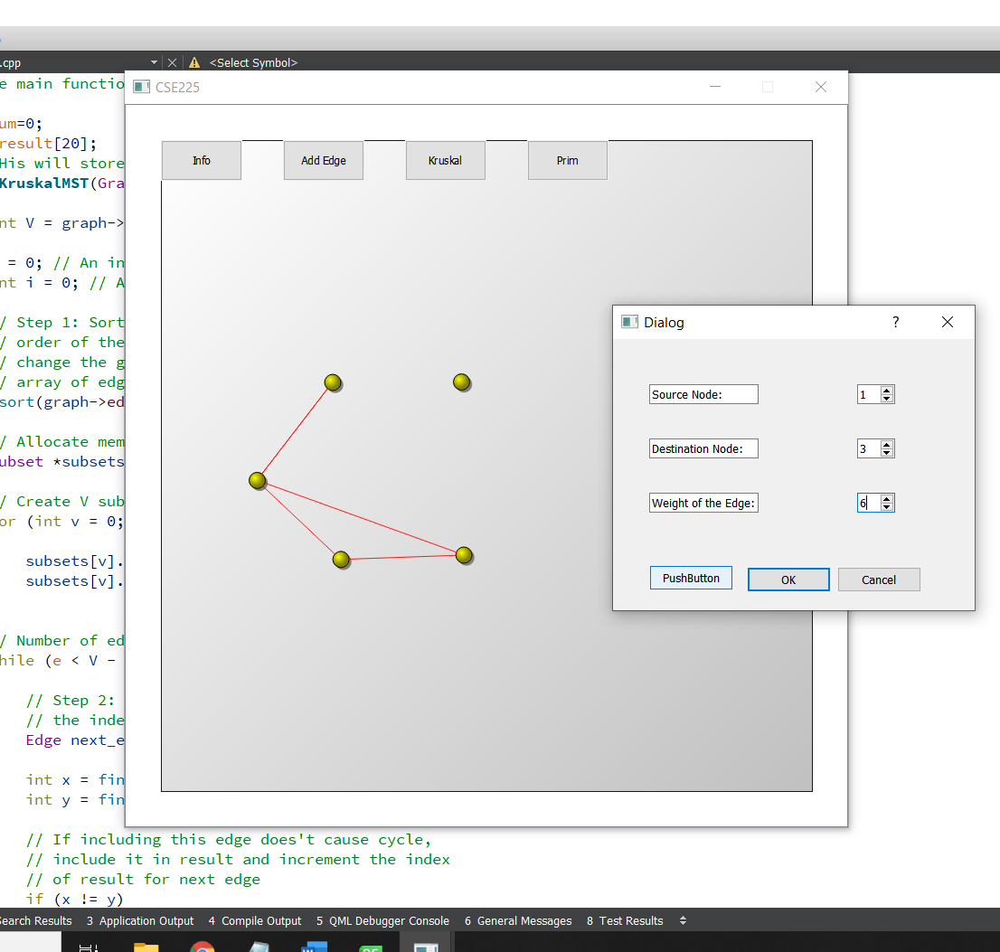 .cpp
<Select Symbol>
CSE225
Info
Add Edge
Kruskal
Prim
Dialog
?
Source Node:
1
Destination Node:
3
Weight of the Edge:
6
PushButton
OK
Cancel
e main functio
um=0;
result[20];
His will store
KruskalMST(Gra
nt V = graph->
= 0; // An in
nt i = 0; // A
/ Step 1: Sort
/ order of the
/ change the g
/ array of edg
sort(graph->ed
/ Allocate mem
ubset *subsets
/ Create V sub
or (int v = 0;
subsets[v].
subsets[v].
/ Number of ed
hile (e < V -
// Step 2:
// the inde
Edge next_e
int x = fin
int y = fin
// If including this edge does't cause cycle,
// include it in result and increment the index
// of result for next edge
if (x != y)
earch Results
3 Application Output
4 Compile Output
5 QML Debugger Console
6 General Messages
8 Test Results